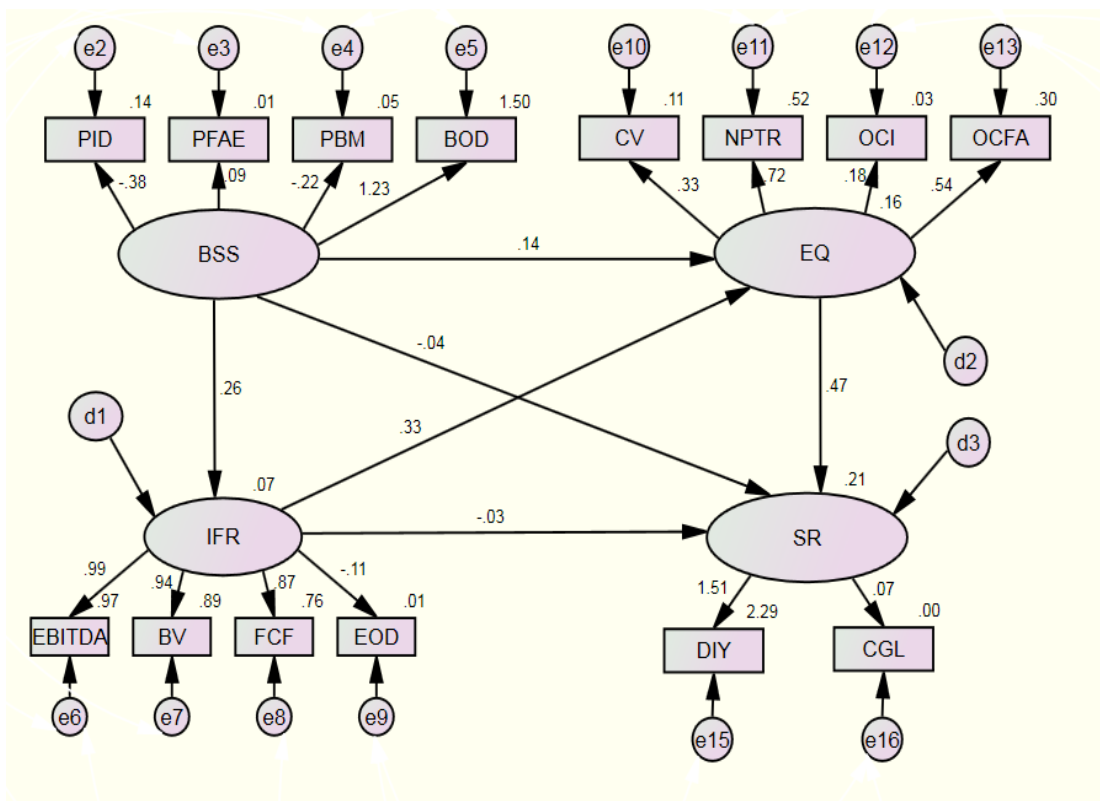 e2 e3 e4 e5 e10 e11 e12 e13
.14 .01 .05 1.50 .11 .52 .03 .30
PID PFAE PBM BOD CV NPTR OCI OCFA
-.38 .09 -.22 1.23 .33 .72 .18 .54
.16
BSS EQ
.14
-.04
d2
.26 .47
d1 .33 d3
.07 .21
-.03
IFR SR
.99 .94 .87 -.11 1.51 .07
.97 .89 .76 .01 2.29 .00
EBITDA BV FCF EOD DIY CGL
e6 e7 e8 e9 e15 e16